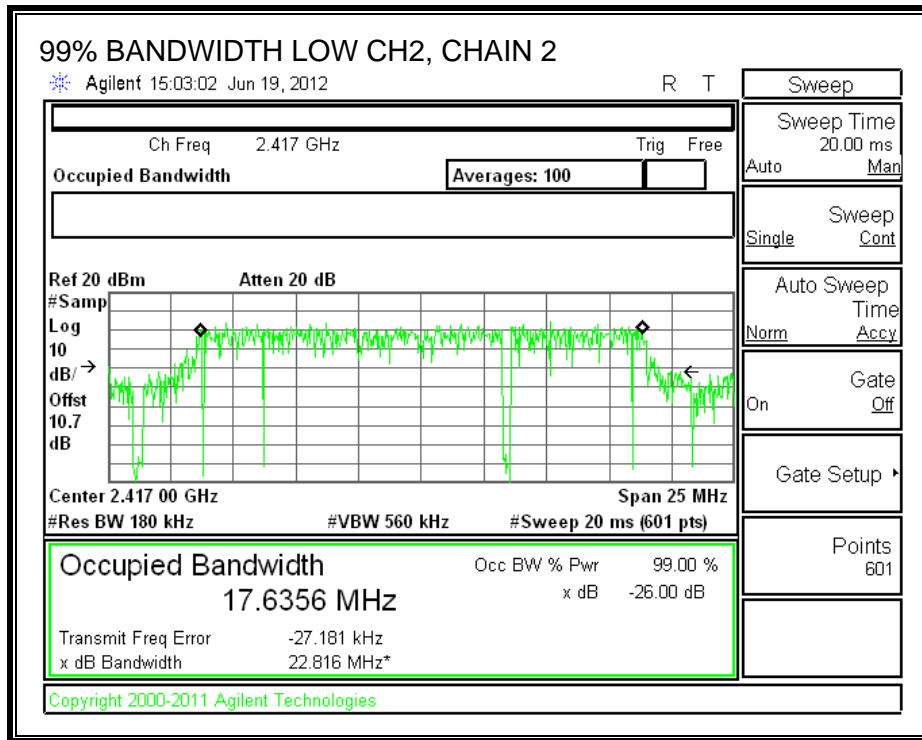 99% BANDWIDTH LOW CH2, CHAIN 2
Agilent 15:03:02 Jun 19, 2012 R T
Ch Freq 2.417 GHz Trig Free
Occupied Bandwidth Averages: 100
Ref 20 dBm Atten 20 dB
#Samp
Log
10
dB/
Offst
10.7
dB
Center 2.417 00 GHz Span 25 MHz
#Res BW 180 kHz #VBW 560 kHz #Sweep 20 ms (601 pts)
Occupied Bandwidth Occ BW % Pwr 99.00 %
17.6356 MHz x dB -26.00 dB
Transmit Freq Error -27.181 kHz
x dB Bandwidth 22.816 MHz*
Copyright 2000-2011 Agilent Technologies
Sweep
Sweep Time
20.00 ms
Auto Man
Sweep
Single Cont
Auto Sweep
Time
Norm Accy
Gate
On Off
Gate Setup
Points
601